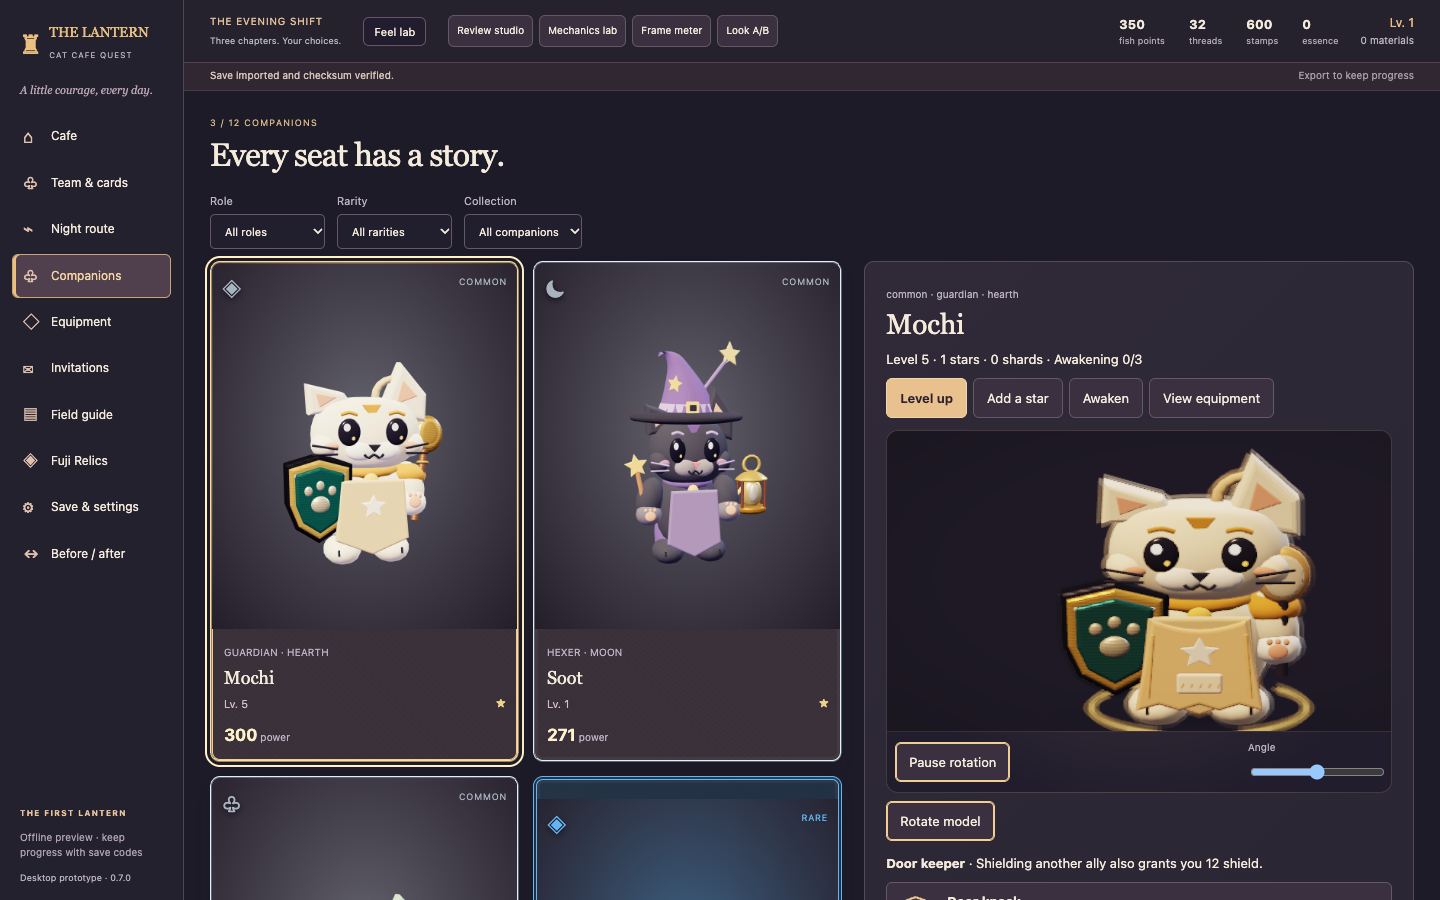 THE LANTERN
CAT CAFE QUEST
A little courage, every day.
Cafe
Team & cards
Night route
Companions
Equipment
Invitations
Field guide
Fuji Relics
Save & settings
Before / after
THE FIRST LANTERN
Offline preview · keep
progress with save codes
Desktop prototype · 0.7.0
THE EVENING SHIFT
Three chapters. Your choices.
Feel lab
Review studio
Mechanics lab
Frame meter
Look A/B
350
fish points
32
threads
600
stamps
0
essence
Lv. 1
0 materials
Save imported and checksum verified.
Export to keep progress
3 / 12 COMPANIONS
Every seat has a story.
Role
Rarity
Collection
All roles
All rarities
All companions
COMMON
GUARDIAN · HEARTH
Mochi
Lv. 5
300 power
COMMON
HEXER · MOON
Soot
Lv. 1
271 power
COMMON
RARE
common · guardian · hearth
Mochi
Level 5 · 1 stars · 0 shards · Awakening 0/3
Level up
Add a star
Awaken
View equipment
Pause rotation
Angle
Rotate model
Door keeper · Shielding another ally also grants you 12 shield.